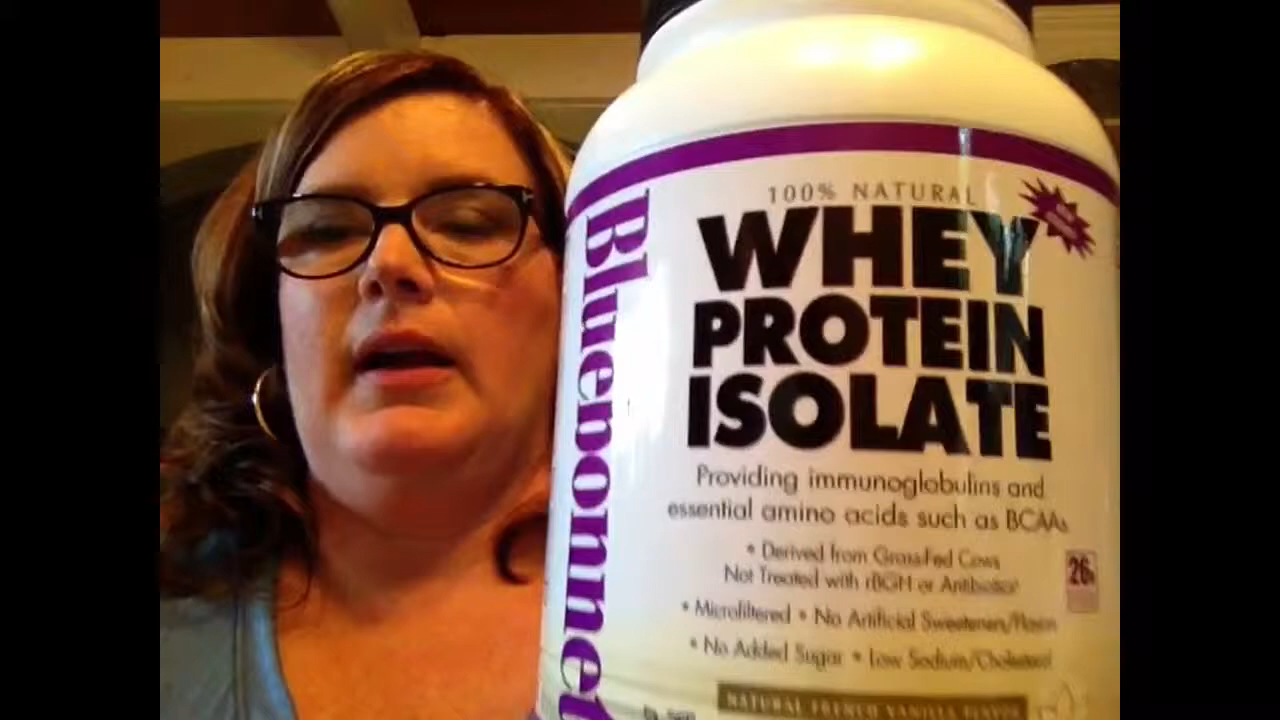 Bluebonnet
100% NATURAL
WHEY
PROTEIN
ISOLATE
Providing immunoglobulins and
essential amino acids such as BCAAs
• Derived from Grass-Fed Cows
Not Treated with rBGH or Antibiotics
• Microfiltered • No Artificial Sweeteners/Flavors
• No Added Sugar • Low Sodium/Cholesterol
26
NATURAL FRENCH VANILLA FLAVOR